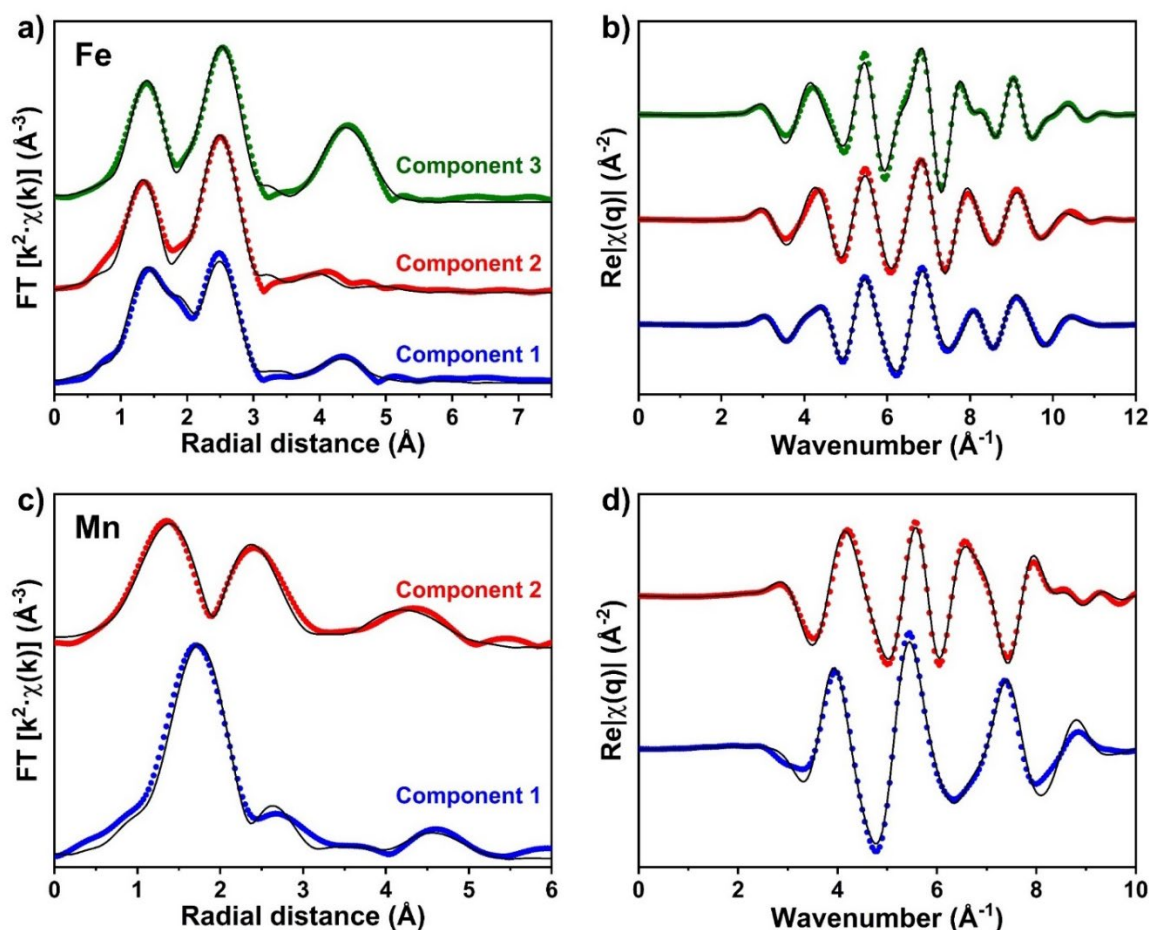 a)
Fe
FT [k²·χ(k)] (Å⁻³)
Component 3
Component 2
Component 1
0 1 2 3 4 5 6 7
Radial distance (Å)
b)
Re|χ(q)| (Å⁻²)
0 2 4 6 8 10 12
Wavenumber (Å⁻¹)
c)
Mn
FT [k²·χ(k)] (Å⁻³)
Component 2
Component 1
0 1 2 3 4 5 6
Radial distance (Å)
d)
Re|χ(q)| (Å⁻²)
0 2 4 6 8 10
Wavenumber (Å⁻¹)